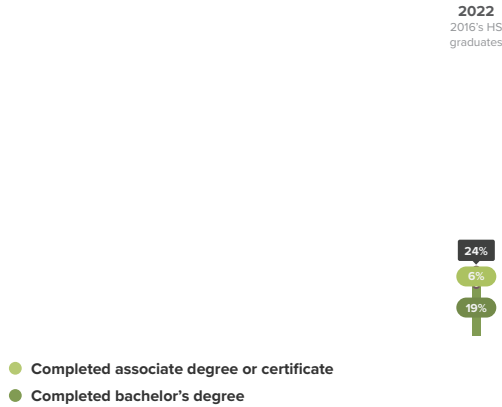 2022
2016's HS
graduates
24%
6%
19%
Completed associate degree or certificate
Completed bachelor's degree